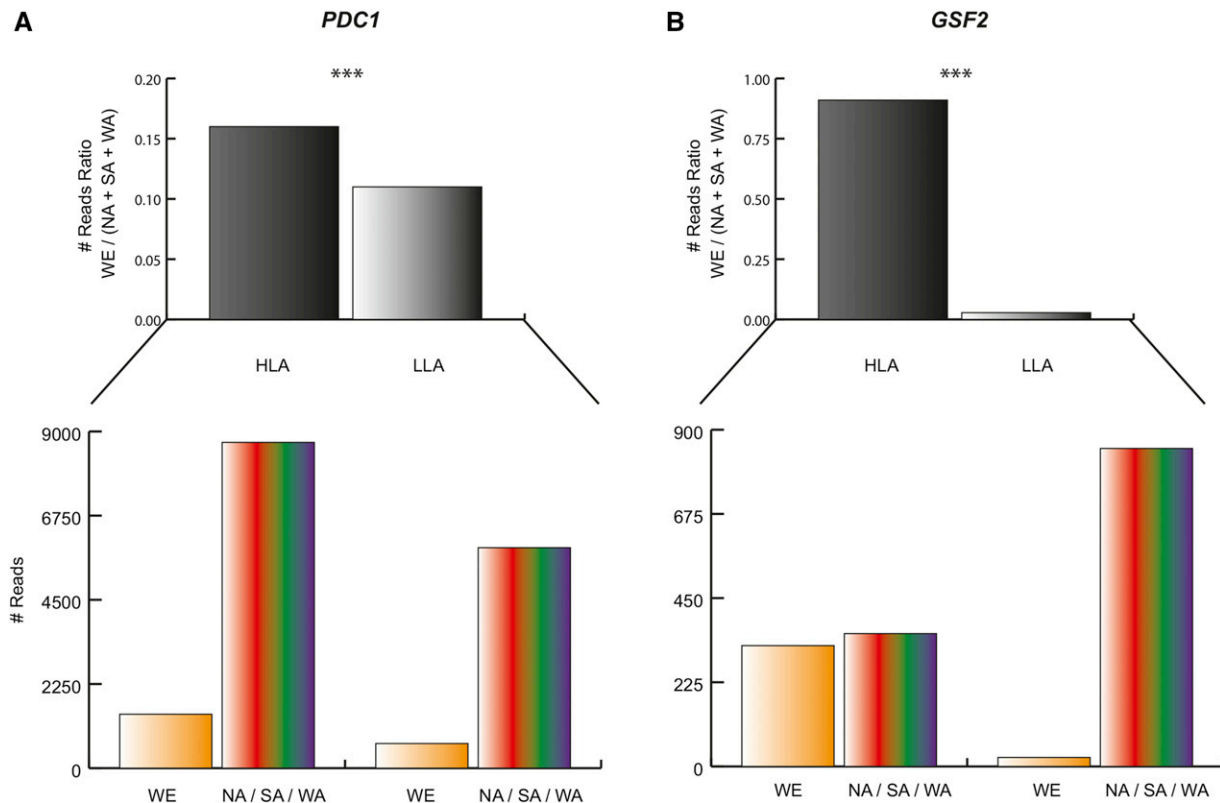 A
PDC1
***
# Reads Ratio
WE / (NA + SA + WA)
0.20
0.15
0.10
0.05
0.00
HLA
LLA
# Reads
9000
6750
4500
2250
0
WE
NA / SA / WA
WE
NA / SA / WA
B
GSF2
***
# Reads Ratio
WE / (NA + SA + WA)
1.00
0.75
0.50
0.25
0.00
HLA
LLA
900
675
450
225
0
WE
NA / SA / WA
WE
NA / SA / WA